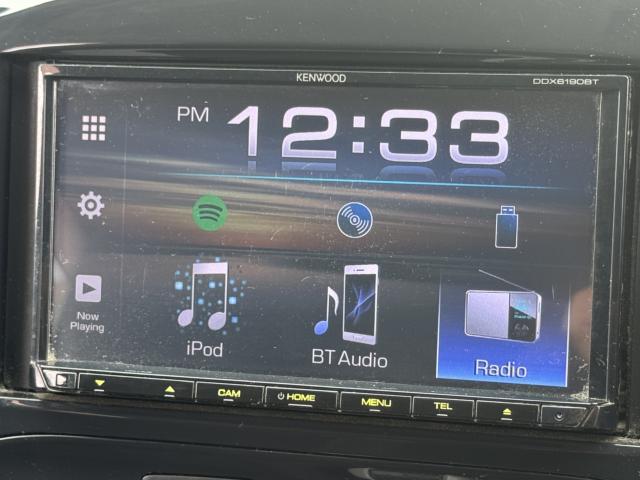 KENWOOD DDX6190BT
PM 12:33
Now
Playing
iPod
BT Audio
Radio
CAM HOME MENU TEL